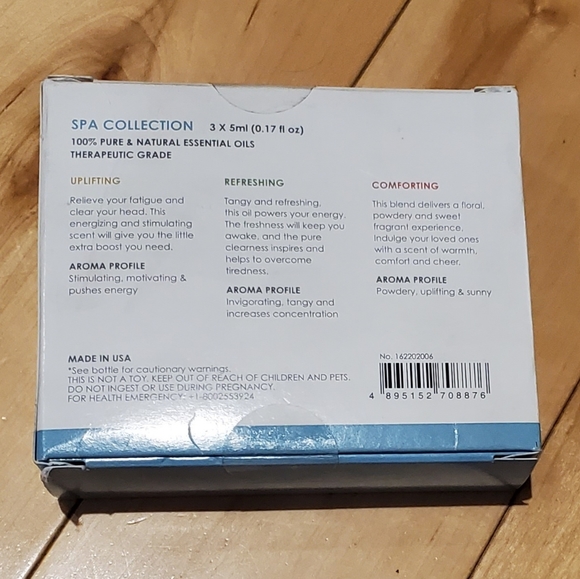 SPA COLLECTION 3 X 5ml (0.17 fl oz)
100% PURE & NATURAL ESSENTIAL OILS
THERAPEUTIC GRADE
UPLIFTING
Relieve your fatigue and
clear your head. This
energizing and stimulating
scent will give you the little
extra boost you need.
AROMA PROFILE
Stimulating, motivating &
pushes energy
REFRESHING
Tangy and refreshing,
this oil powers your energy.
The freshness will keep you
awake, and the pure
clearness inspires and
helps to overcome
tiredness.
AROMA PROFILE
Invigorating, tangy and
increases concentration
COMFORTING
This blend delivers a floral,
powdery and sweet
fragrant experience.
Indulge your loved ones
with a scent of warmth,
comfort and cheer.
AROMA PROFILE
Powdery, uplifting & sunny
MADE IN USA
*See bottle for cautionary warnings.
THIS IS NOT A TOY. KEEP OUT OF REACH OF CHILDREN AND PETS.
DO NOT INGEST OR USE DURING PREGNANCY.
FOR HEALTH EMERGENCY: +1-8002553924
No. 162202006
4 895152 708876